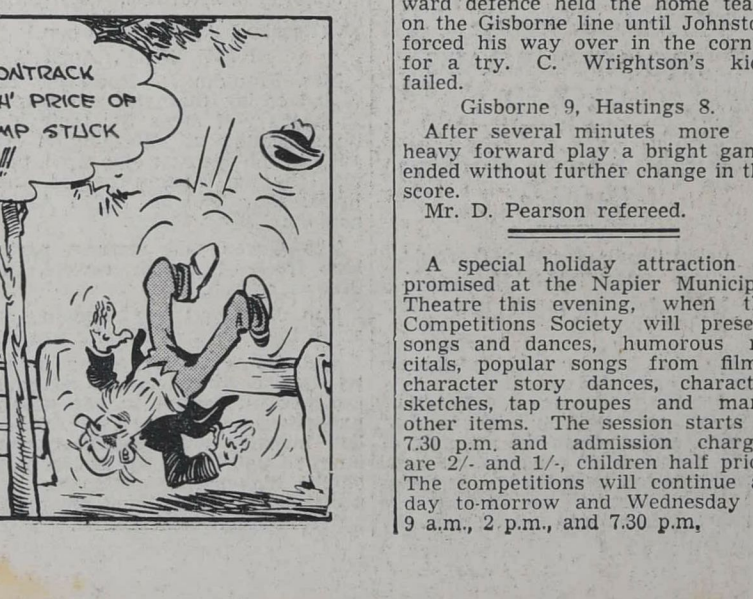 ONTRACK
H' PRICE OF
MP STUCK
!!!
ward defence held the home tea
on the Gisborne line until Johnsto
forced his way over in the corn
for a try. C. Wrightson's kic
failed.
Gisborne 9, Hastings 8.
After several minutes more
heavy forward play a bright gam
ended without further change in th
score.
Mr. D. Pearson refereed.
A special holiday attraction
promised at the Napier Municip
Theatre this evening, when th
Competitions Society will prese
songs and dances, humorous r
citals, popular songs from film
character story dances, charact
sketches, tap troupes and man
other items. The session starts
7.30 p.m. and admission charg
are 2/- and 1/-, children half pric
The competitions will continue a
day to-morrow and Wednesday
9 a.m., 2 p.m., and 7.30 p.m,